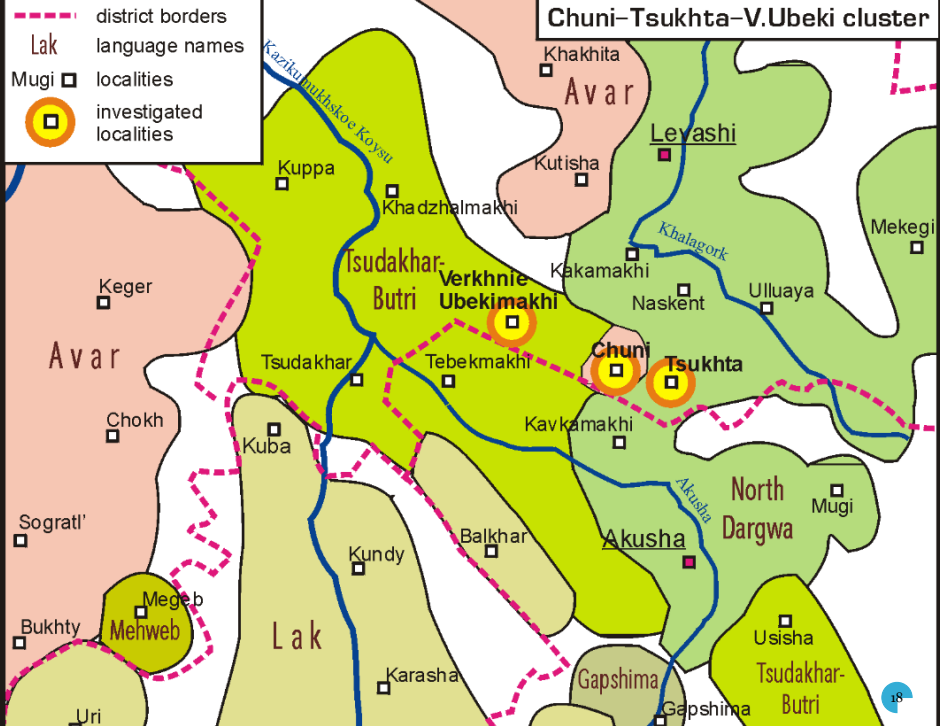 Chuni–Tsukhta–V.Ubeki cluster
district borders
Lak
language names
Mugi
localities
investigated
localities
Kazikumukhskoe Koysu
Khakhita
Avar
Levashi
Kutisha
Kuppa
Khadzhalmakhi
Mekegi
Khalagork
Kakamakhi
Tsudakhar-
Butri
Verkhnie-
Ubekimakhi
Keger
Naskent
Ulluaya
Avar
Chuni
Tsukhta
Tsudakhar
Tebekmakhi
Chokh
Kuba
Kavkamakhi
Akusha
North
Dargwa
Mugi
Sogratl'
Balkhar
Akusha
Kundy
Megeb
Mehweb
Bukhty
Lak
Usisha
Karasha
Gapshima
Tsudakhar-
Butri
18
Uri
Gapshima